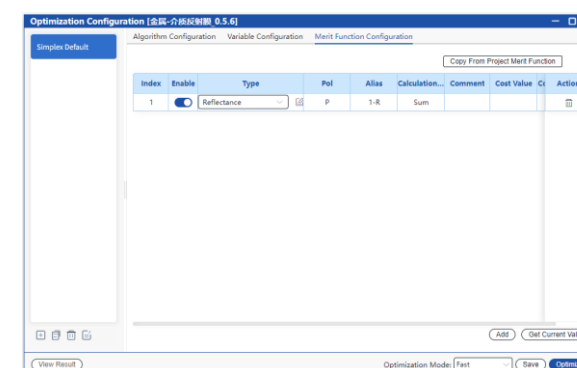 Optimization Configuration [金属-介质反射膜_0.5.6]
Simplex Default
Algorithm Configuration Variable Configuration Merit Function Configuration
Copy From Project Merit Function
Index Enable Type Pol Alias Calculation... Comment Cost Value Action
1 Reflectance P 1-R Sum
Add Get Current Val
View Result Optimization Mode: Fast Save Optimiz